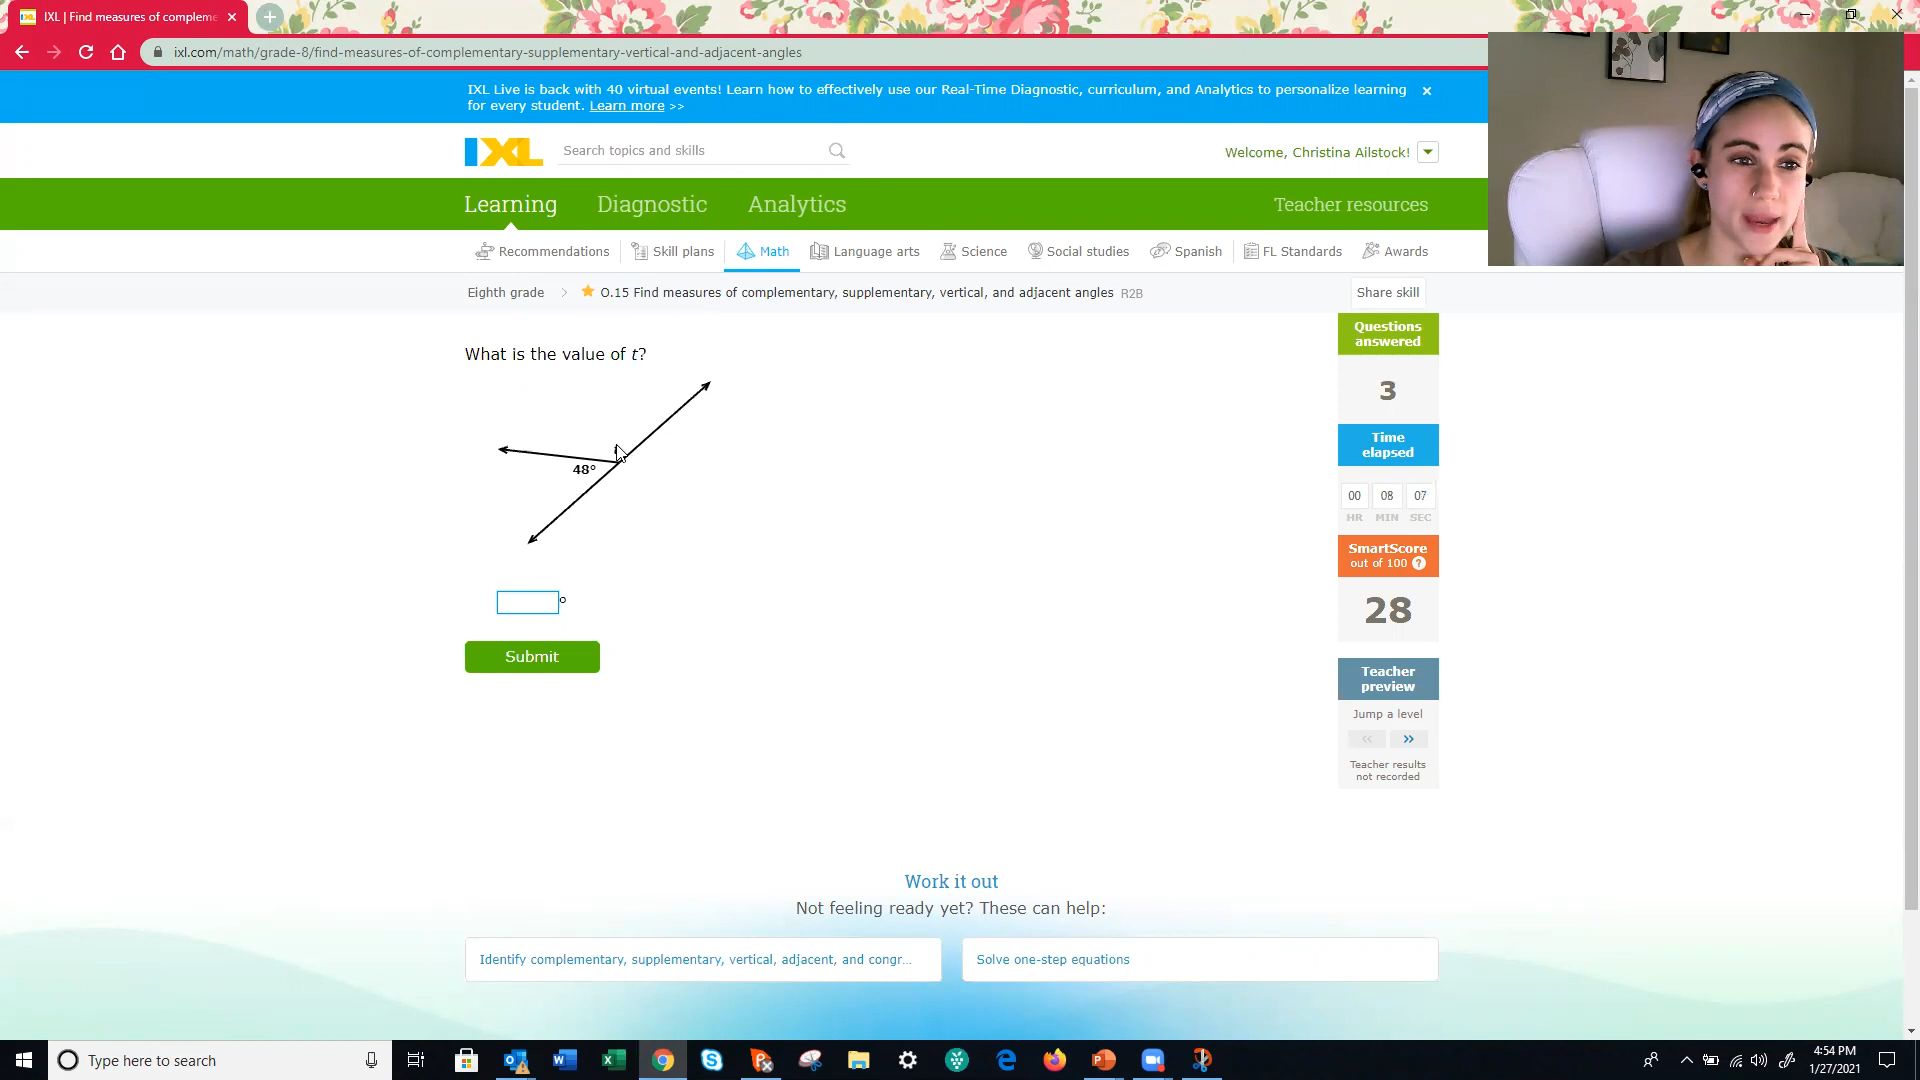 IXL | Find measures of compleme
ixl.com/math/grade-8/find-measures-of-complementary-supplementary-vertical-and-adjacent-angles
IXL Live is back with 40 virtual events! Learn how to effectively use our Real-Time Diagnostic, curriculum, and Analytics to personalize learning
for every student. Learn more >>
IXL
Search topics and skills
Welcome, Christina Ailstock!
Learning
Diagnostic
Analytics
Teacher resources
Recommendations
Skill plans
Math
Language arts
Science
Social studies
Spanish
FL Standards
Awards
Eighth grade > O.15 Find measures of complementary, supplementary, vertical, and adjacent angles R2B
Share skill
What is the value of t?
48°
°
Submit
Questions
answered
3
Time
elapsed
00 08 07
HR MIN SEC
SmartScore
out of 100 ?
28
Teacher
preview
Jump a level
<< >>
Teacher results
not recorded
Work it out
Not feeling ready yet? These can help:
Identify complementary, supplementary, vertical, adjacent, and congr...
Solve one-step equations
Type here to search
4:54 PM
1/27/2021